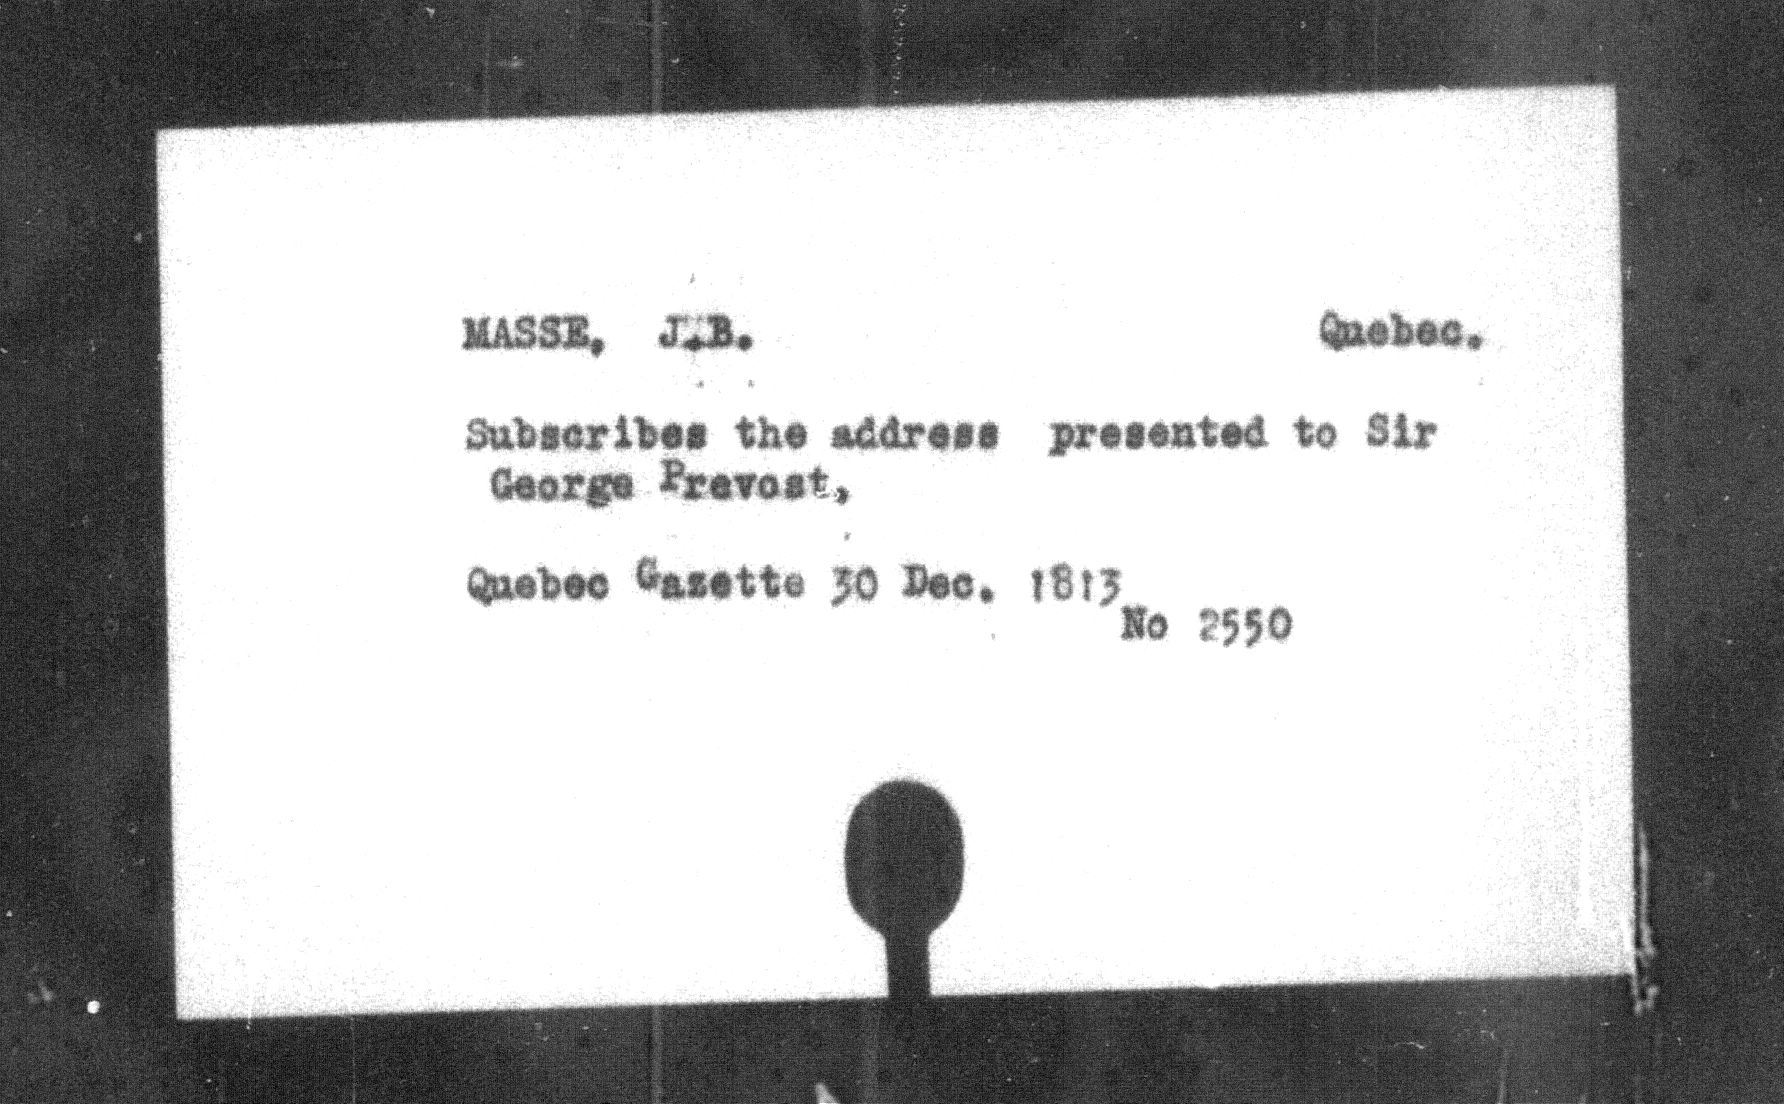 MASSE, J.B. Quebec.
Subscribes the address presented to Sir
George Prevost,
Quebec Gazette 30 Dec. 1813
No 2550